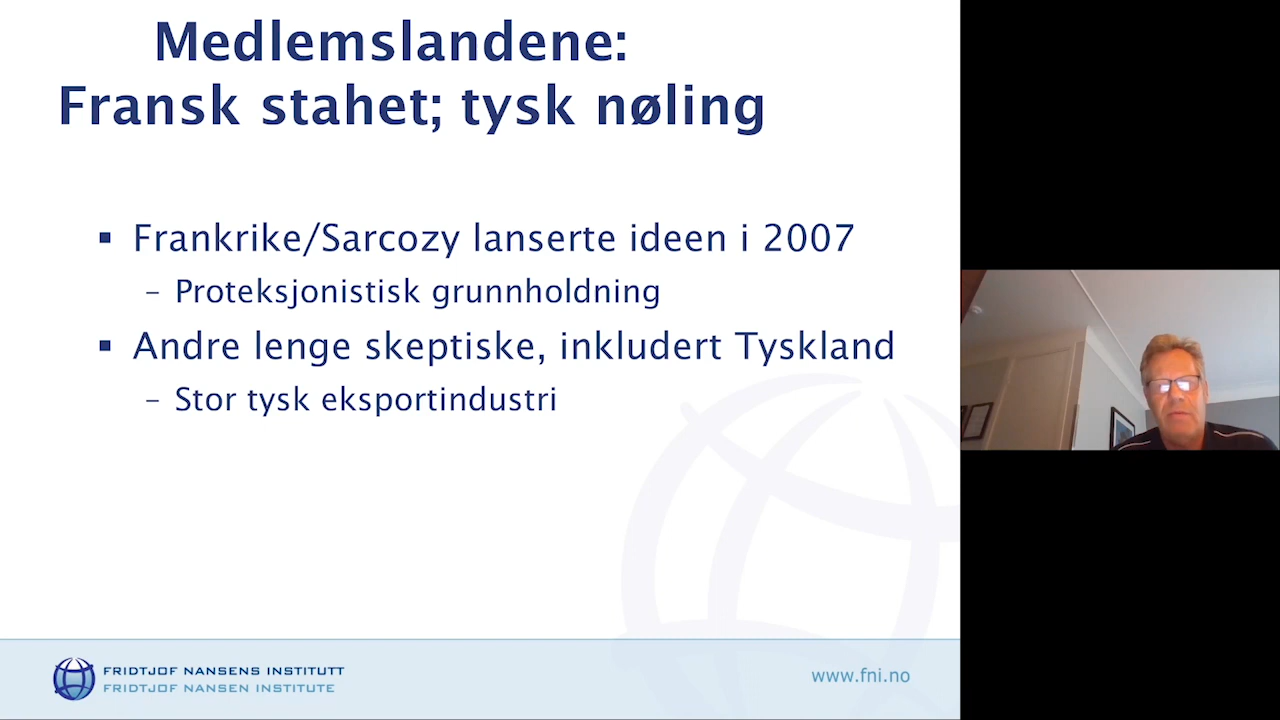 Medlemslandene:
Fransk stahet; tysk nøling
▪ Frankrike/Sarcozy lanserte ideen i 2007
– Proteksjonistisk grunnholdning
▪ Andre lenge skeptiske, inkludert Tyskland
– Stor tysk eksportindustri
FRIDTJOF NANSENS INSTITUTT
FRIDTJOF NANSEN INSTITUTE
www.fni.no